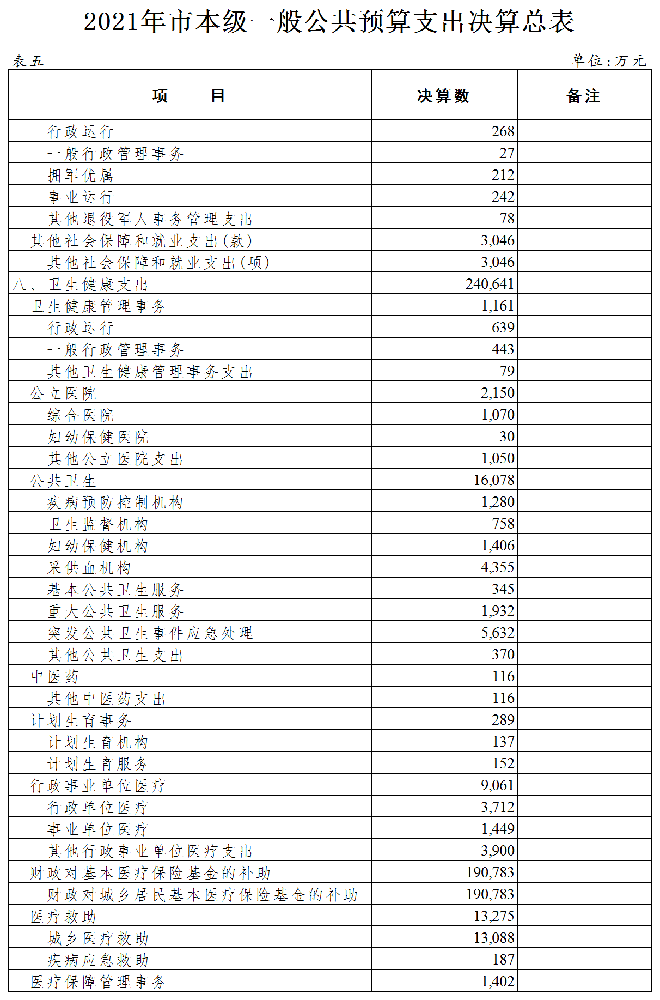 2021年市本级一般公共预算支出决算总表
表五 单位:万元
项 目 决算数 备注
行政运行 268
一般行政管理事务 27
拥军优属 212
事业运行 242
其他退役军人事务管理支出 78
其他社会保障和就业支出(款) 3,046
其他社会保障和就业支出(项) 3,046
八、卫生健康支出 240,641
卫生健康管理事务 1,161
行政运行 639
一般行政管理事务 443
其他卫生健康管理事务支出 79
公立医院 2,150
综合医院 1,070
妇幼保健医院 30
其他公立医院支出 1,050
公共卫生 16,078
疾病预防控制机构 1,280
卫生监督机构 758
妇幼保健机构 1,406
采供血机构 4,355
基本公共卫生服务 345
重大公共卫生服务 1,932
突发公共卫生事件应急处理 5,632
其他公共卫生支出 370
中医药 116
其他中医药支出 116
计划生育事务 289
计划生育机构 137
计划生育服务 152
行政事业单位医疗 9,061
行政单位医疗 3,712
事业单位医疗 1,449
其他行政事业单位医疗支出 3,900
财政对基本医疗保险基金的补助 190,783
财政对城乡居民基本医疗保险基金的补助 190,783
医疗救助 13,275
城乡医疗救助 13,088
疾病应急救助 187
医疗保障管理事务 1,402